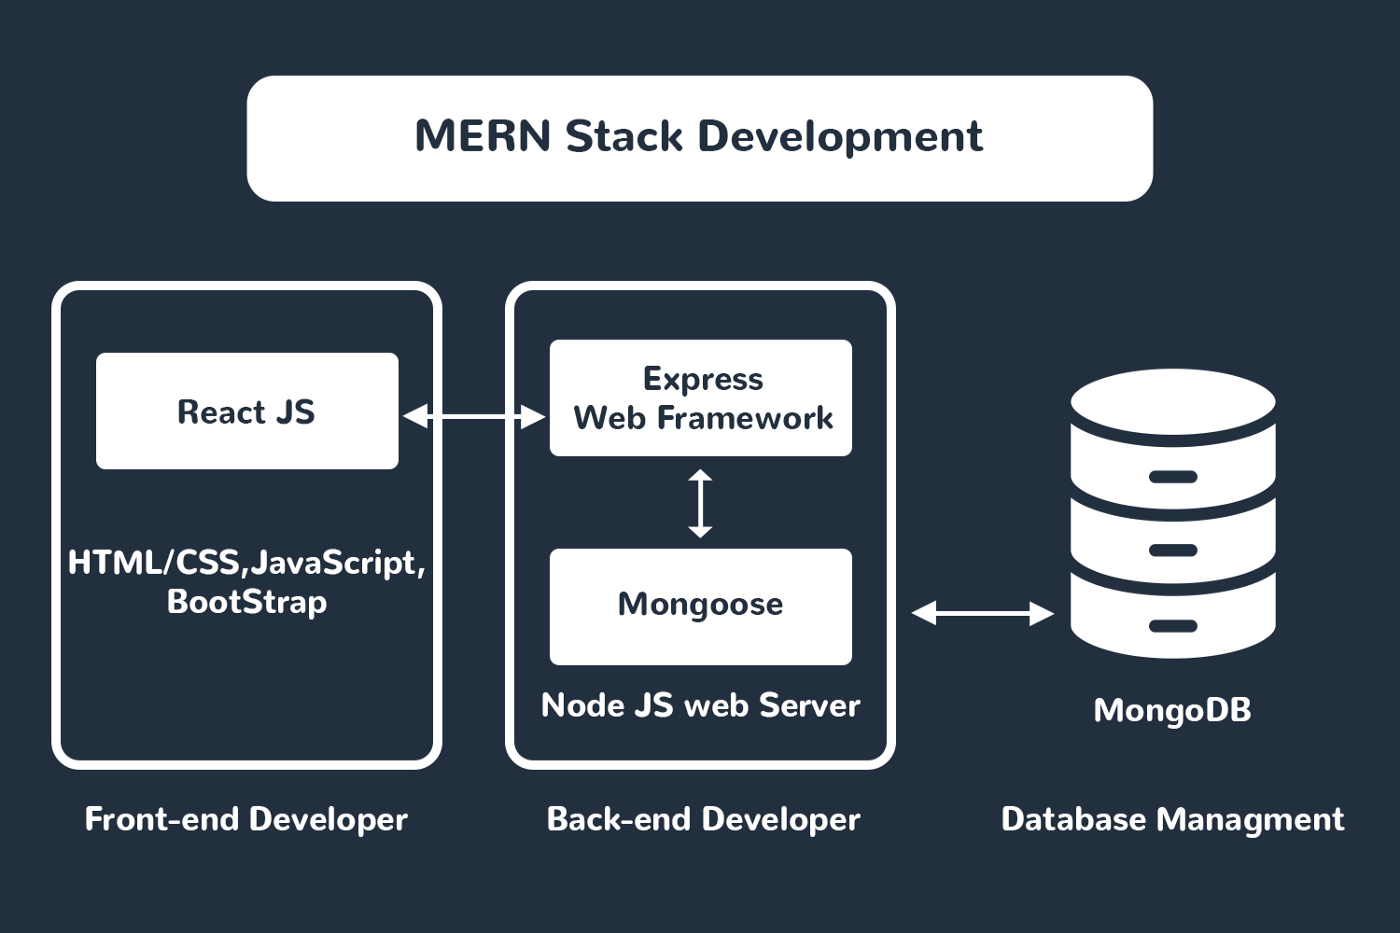 MERN Stack Development
React JS
HTML/CSS,JavaScript,
BootStrap
Front-end Developer
Express
Web Framework
Mongoose
Node JS web Server
Back-end Developer
MongoDB
Database Managment